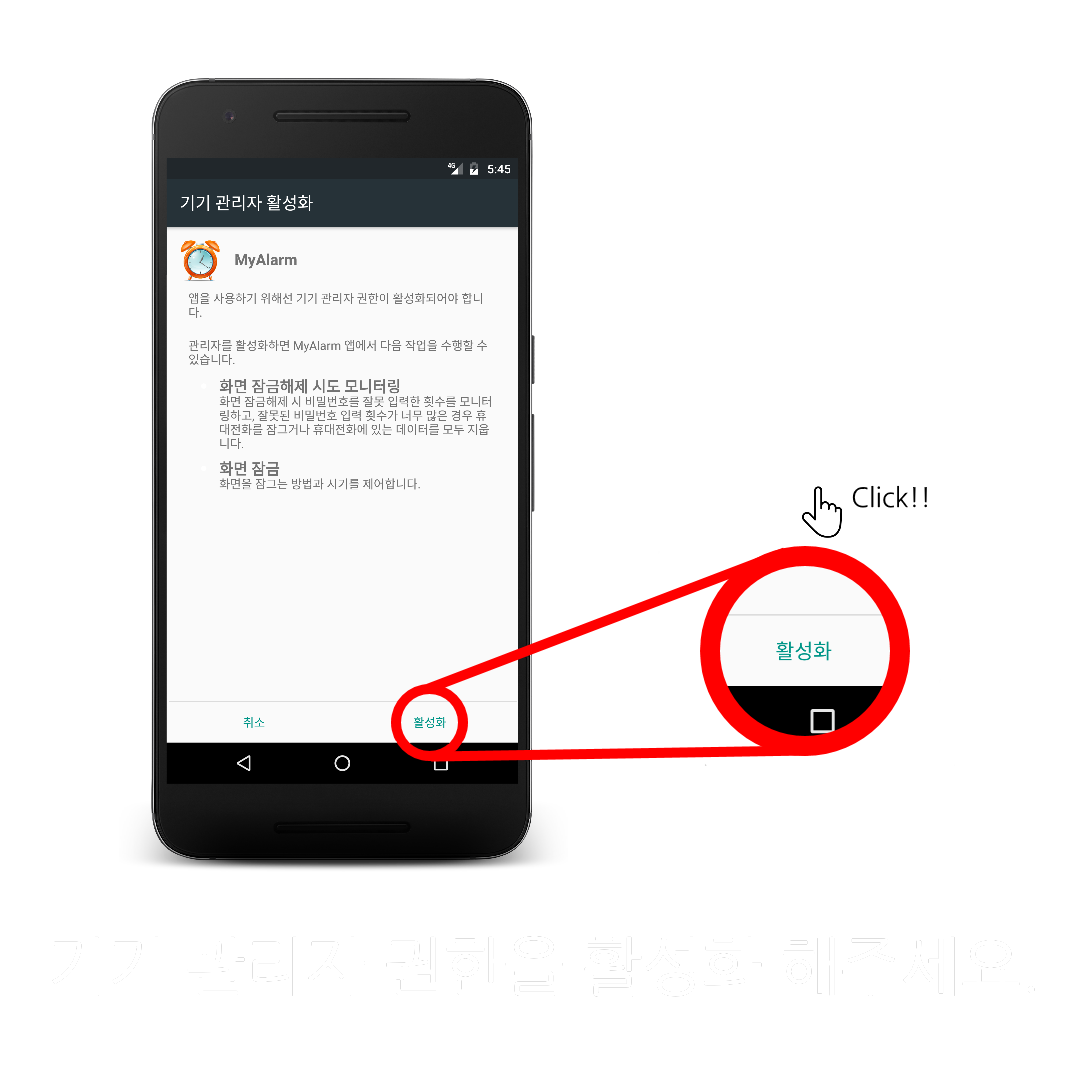 4G 5:45
기기 관리자 활성화
MyAlarm
앱을 사용하기 위해선 기기 관리자 권한이 활성화되어야 합니
다.
관리자를 활성화하면 MyAlarm 앱에서 다음 작업을 수행할 수
있습니다.
화면 잠금해제 시도 모니터링
화면 잠금해제 시 비밀번호를 잘못 입력한 횟수를 모니터
링하고, 잘못된 비밀번호 입력 횟수가 너무 많은 경우 휴
대전화를 잠그거나 휴대전화에 있는 데이터를 모두 지웁
니다.
화면 잠금
화면을 잠그는 방법과 시기를 제어합니다.
Click!!
활성화
취소 활성화
기기 관리자 권한을 활성화 해주세요.